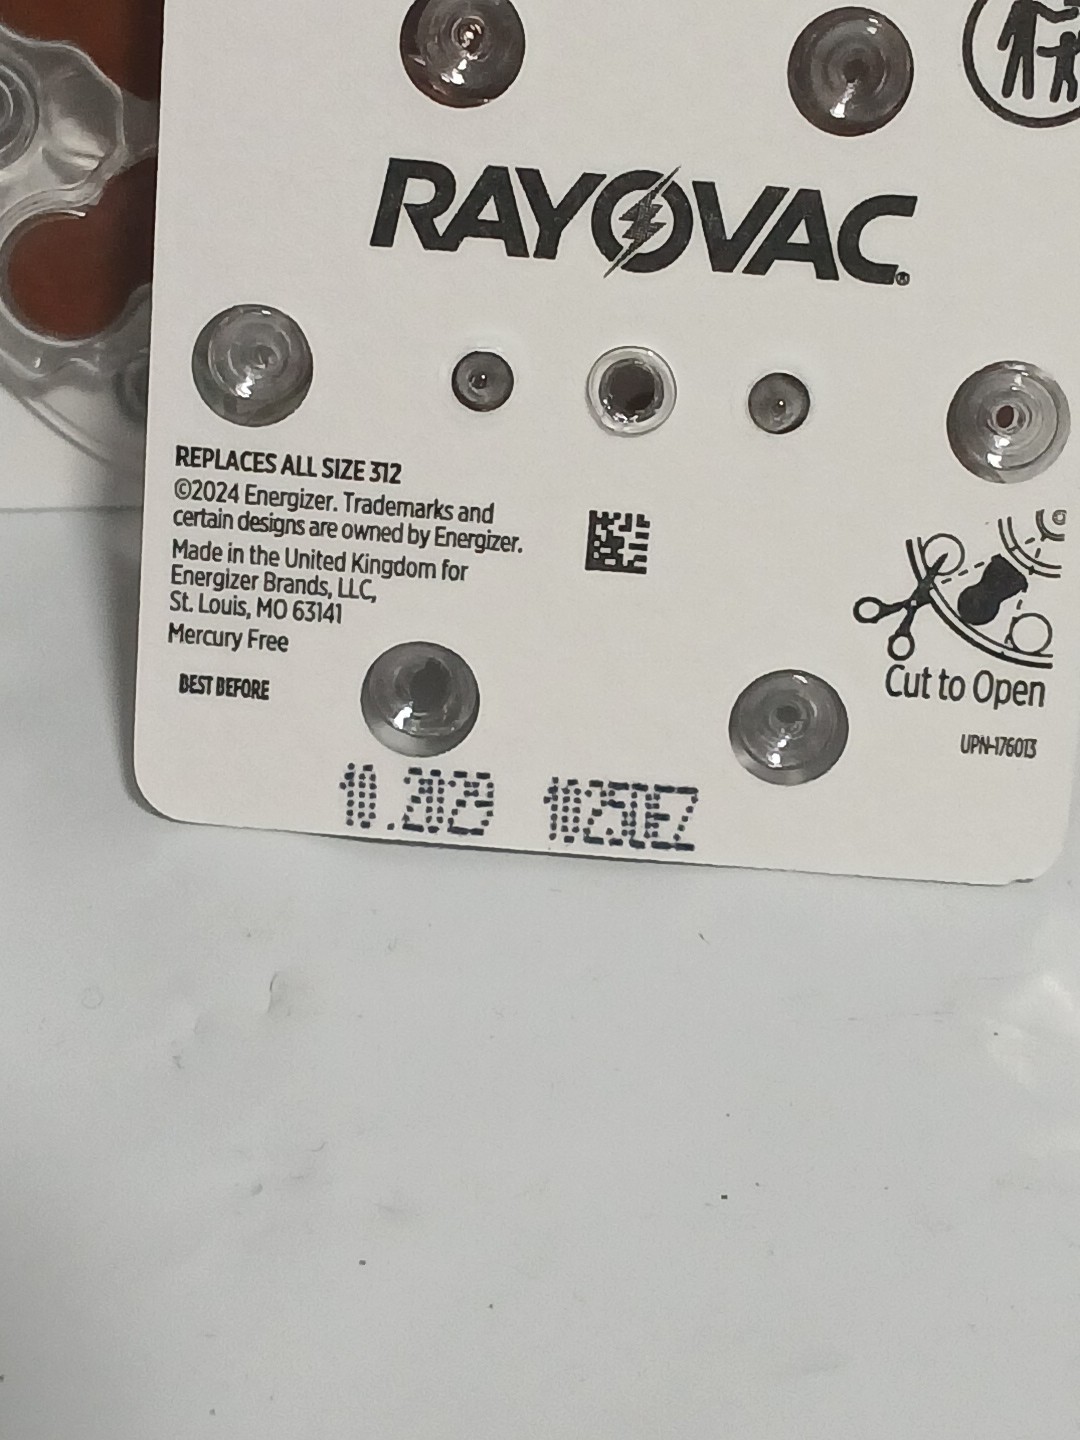 RAYOVAC®
REPLACES ALL SIZE 312
©2024 Energizer. Trademarks and
certain designs are owned by Energizer.
Made in the United Kingdom for
Energizer Brands, LLC,
St. Louis, MO 63141
Mercury Free
BEST BEFORE
Cut to Open
UPN-176013
10.2029